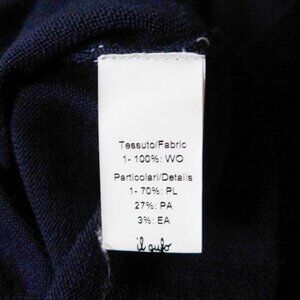 Tessuto/Fabric
1- 100%: WO
Particolari/Details
1- 70%: PL
27%: PA
3%: EA
il gufo